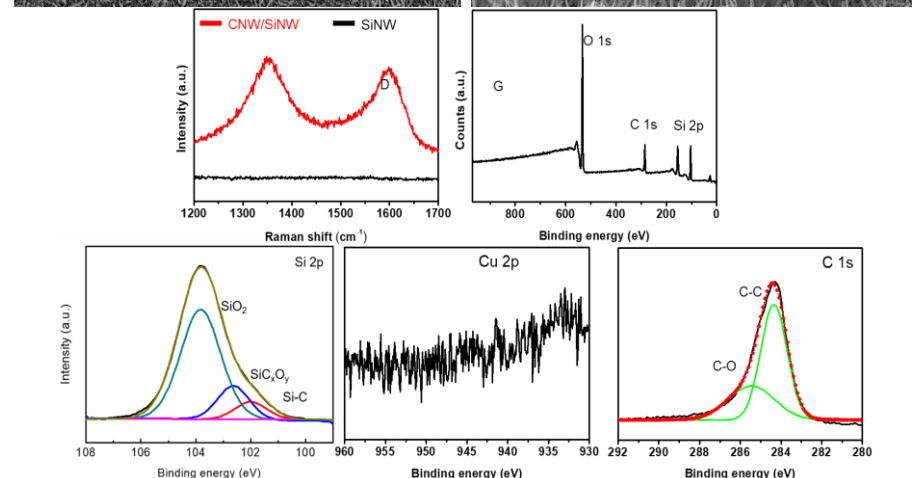 CNW/SiNW
SiNW
D
Intensity (a.u.)
1200 1300 1400 1500 1600 1700
Raman shift (cm⁻¹)
O 1s
G
C 1s
Si 2p
Counts (a.u.)
800 600 400 200 0
Binding energy (eV)
Si 2p
SiO₂
SiCₓOᵧ
Si-C
Intensity (a.u.)
108 106 104 102 100
Binding energy (eV)
Cu 2p
960 955 950 945 940 935 930
Binding energy (eV)
C 1s
C-C
C-O
292 290 288 286 284 282 280
Binding energy (eV)